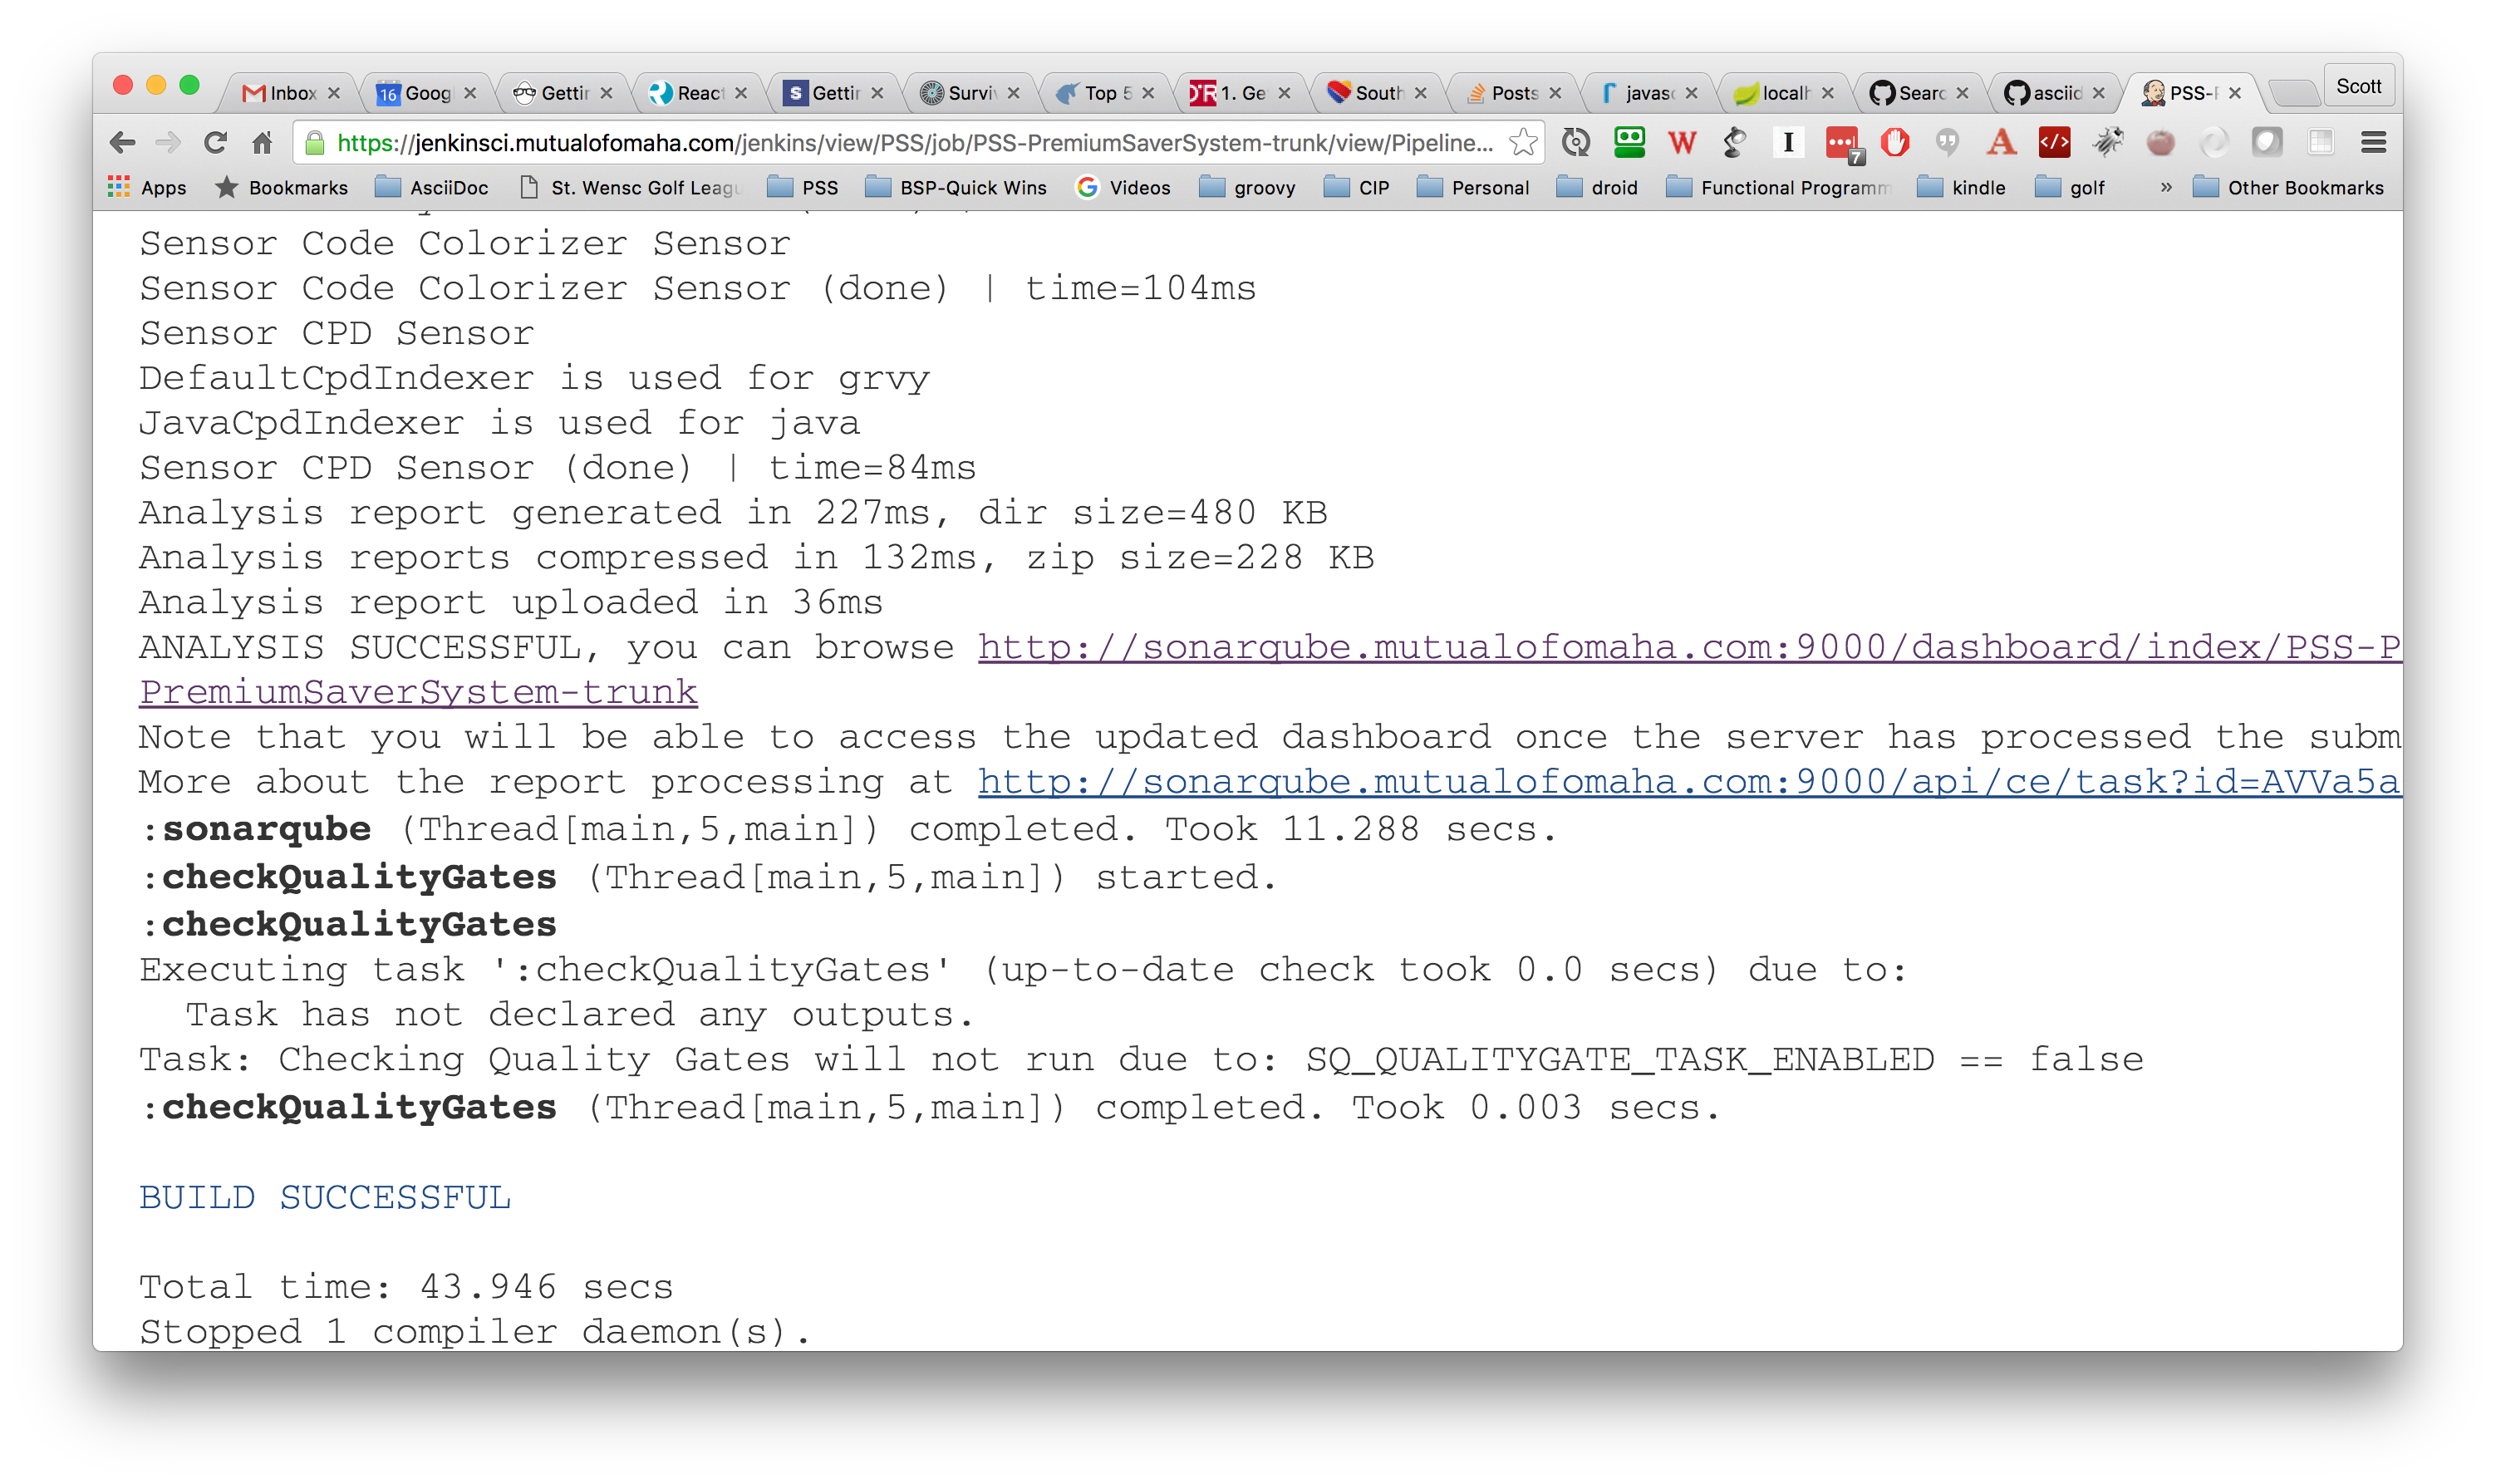 Inbox
Goog
Gettir
React
Gettir
Surviv
Top 5
1. Ge
South
Posts
javasc
localh
Searc
asciid
PSS-
Scott
https://jenkinsci.mutualofomaha.com/jenkins/view/PSS/job/PSS-PremiumSaverSystem-trunk/view/Pipeline...
Apps Bookmarks AsciiDoc St. Wensc Golf Leagu PSS BSP-Quick Wins Videos groovy CIP Personal droid Functional Programm kindle golf » Other Bookmarks
Sensor Code Colorizer Sensor
Sensor Code Colorizer Sensor (done) | time=104ms
Sensor CPD Sensor
DefaultCpdIndexer is used for grvy
JavaCpdIndexer is used for java
Sensor CPD Sensor (done) | time=84ms
Analysis report generated in 227ms, dir size=480 KB
Analysis reports compressed in 132ms, zip size=228 KB
Analysis report uploaded in 36ms
ANALYSIS SUCCESSFUL, you can browse http://sonarqube.mutualofomaha.com:9000/dashboard/index/PSS-P
PremiumSaverSystem-trunk
Note that you will be able to access the updated dashboard once the server has processed the subm
More about the report processing at http://sonarqube.mutualofomaha.com:9000/api/ce/task?id=AVVa5a
:sonarqube (Thread[main,5,main]) completed. Took 11.288 secs.
:checkQualityGates (Thread[main,5,main]) started.
:checkQualityGates
Executing task ':checkQualityGates' (up-to-date check took 0.0 secs) due to:
  Task has not declared any outputs.
Task: Checking Quality Gates will not run due to: SQ_QUALITYGATE_TASK_ENABLED == false
:checkQualityGates (Thread[main,5,main]) completed. Took 0.003 secs.
BUILD SUCCESSFUL
Total time: 43.946 secs
Stopped 1 compiler daemon(s).